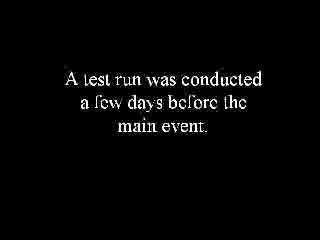 A test run was conducted
a few days before the
main event.